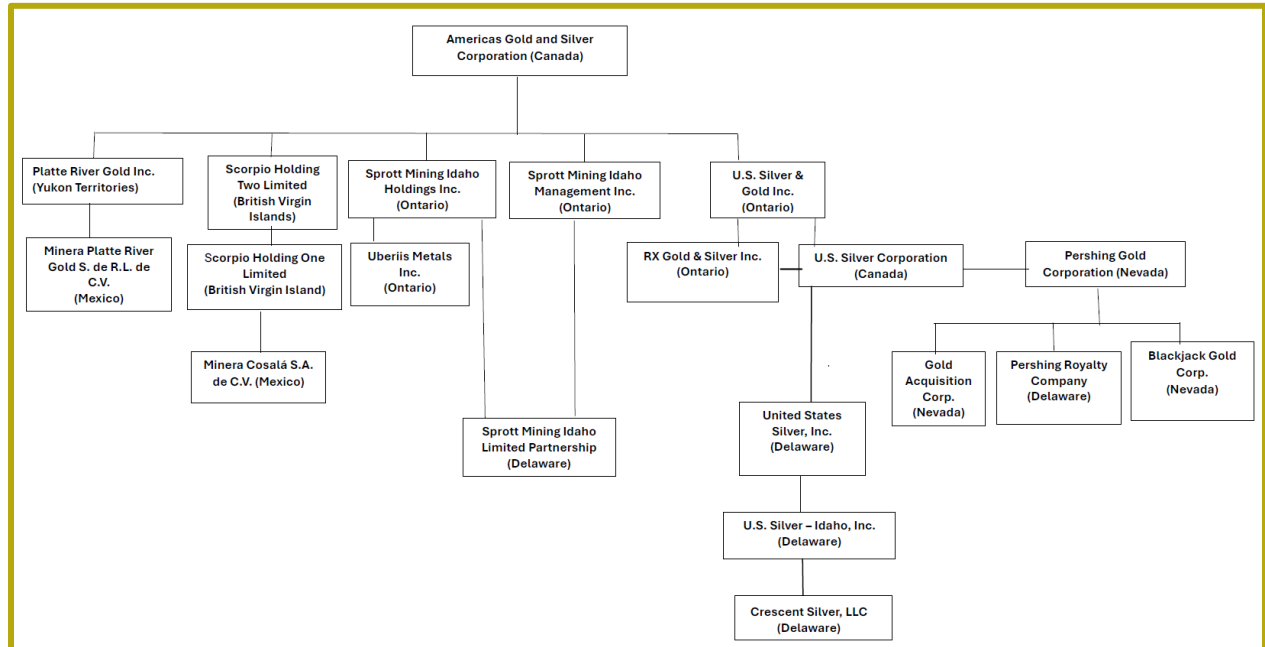 Americas Gold and Silver
Corporation (Canada)
Platte River Gold Inc.
(Yukon Territories)
Scorpio Holding
Two Limited
(British Virgin
Islands)
Sprott Mining Idaho
Holdings Inc.
(Ontario)
Sprott Mining Idaho
Management Inc.
(Ontario)
U.S. Silver &
Gold Inc.
(Ontario)
Minera Platte River
Gold S. de R.L. de
C.V.
(Mexico)
Scorpio Holding One
Limited
(British Virgin Island)
Uberiis Metals
Inc.
(Ontario)
RX Gold & Silver Inc.
(Ontario)
U.S. Silver Corporation
(Canada)
Pershing Gold
Corporation (Nevada)
Minera Cosalá S.A.
de C.V. (Mexico)
Gold
Acquisition
Corp.
(Nevada)
Pershing Royalty
Company
(Delaware)
Blackjack Gold
Corp.
(Nevada)
Sprott Mining Idaho
Limited Partnership
(Delaware)
United States
Silver, Inc.
(Delaware)
U.S. Silver – Idaho, Inc.
(Delaware)
Crescent Silver, LLC
(Delaware)